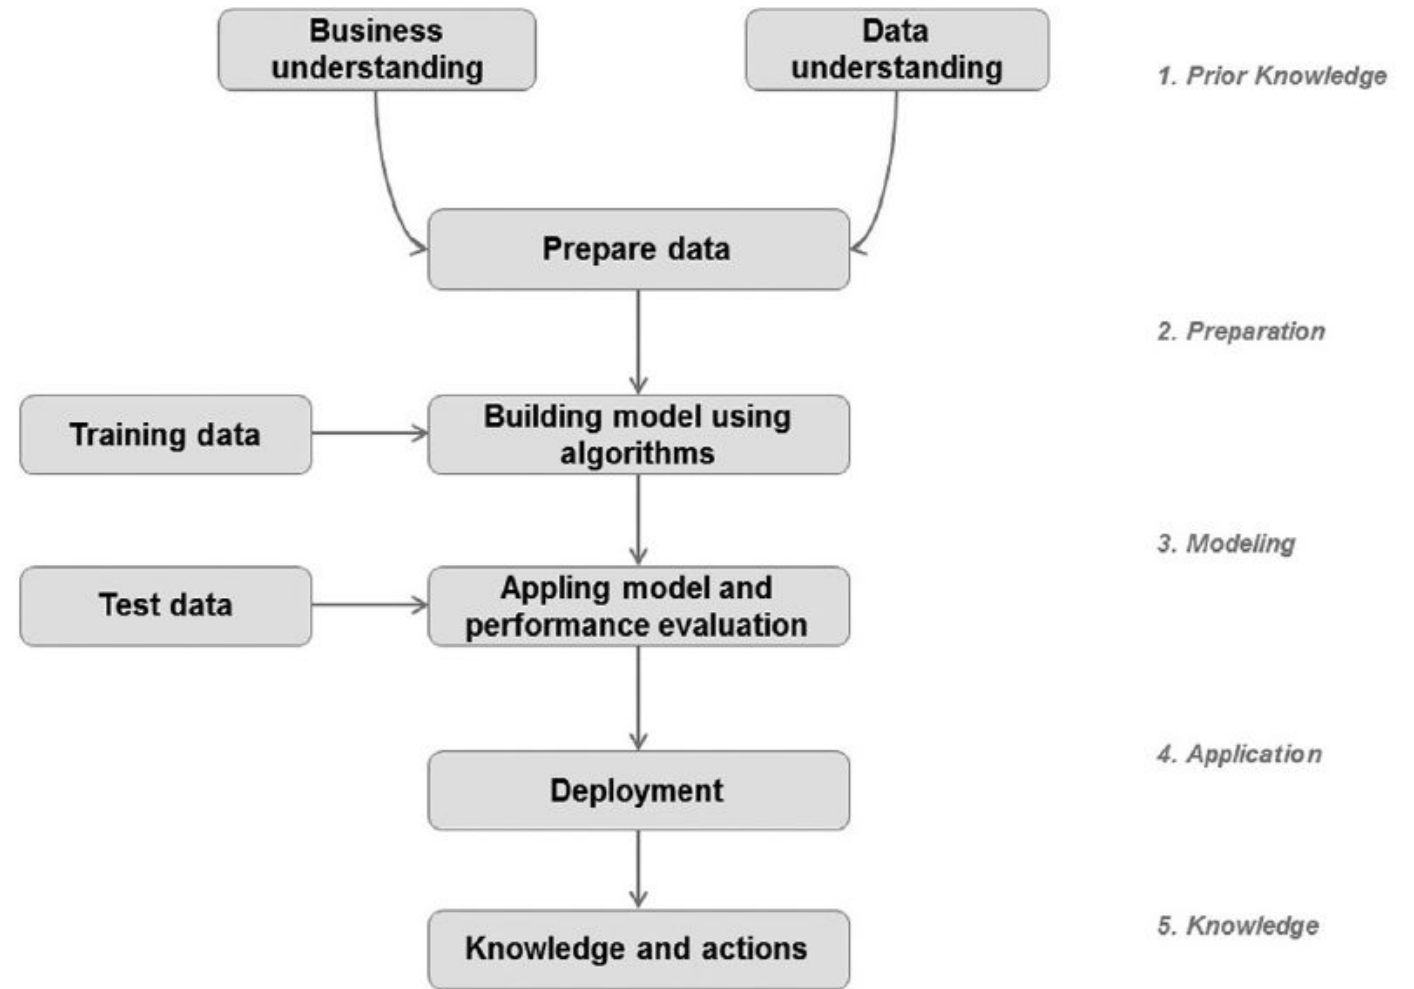 Business
understanding
Data
understanding
1. Prior Knowledge
Prepare data
2. Preparation
Training data
Building model using
algorithms
3. Modeling
Test data
Appling model and
performance evaluation
4. Application
Deployment
5. Knowledge
Knowledge and actions